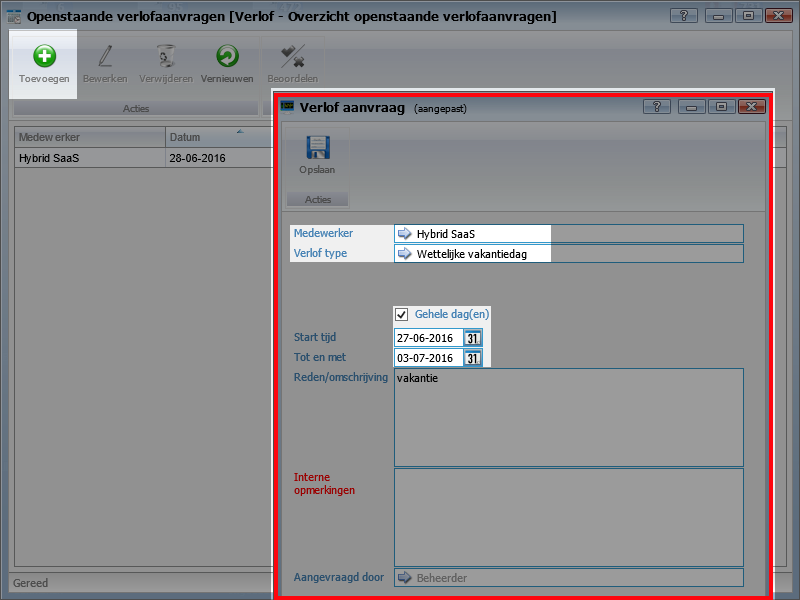 Openstaande verlofaanvragen [Verlof - Overzicht openstaande verlofaanvragen]
Toevoegen Bewerken Verwijderen Vernieuwen Beoordelen
Acties
Medewerker Datum
Hybrid SaaS 28-06-2016
Verlof aanvraag (aangepast)
Opslaan
Acties
Medewerker Hybrid SaaS
Verlof type Wettelijke vakantiedag
Gehele dag(en)
Start tijd 27-06-2016 31
Tot en met 03-07-2016 31
Reden/omschrijving vakantie
Interne
opmerkingen
Aangevraagd door Beheerder
Gereed